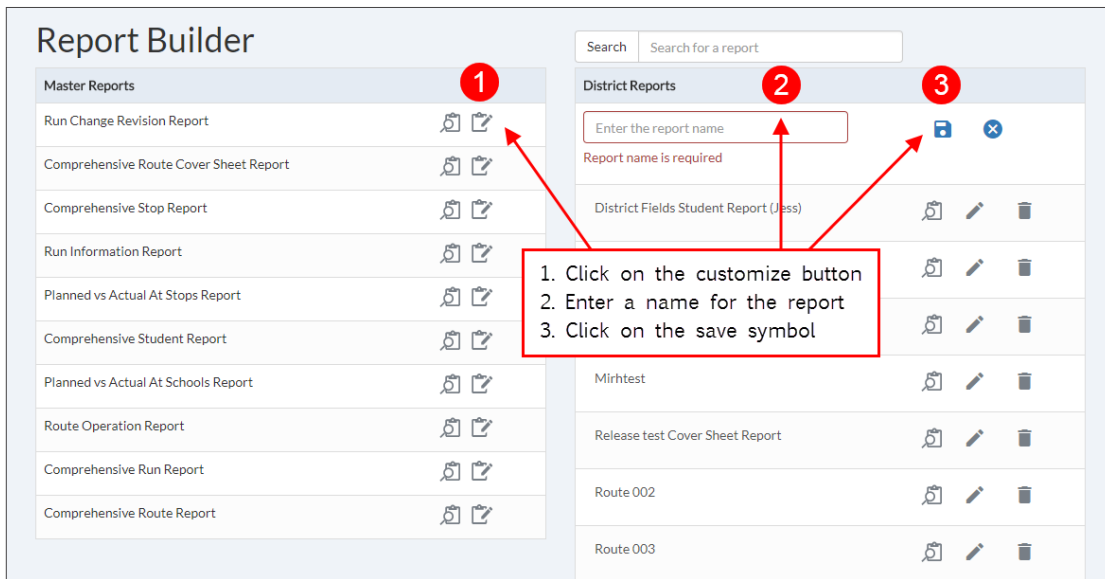 Report Builder
Search Search for a report
Master Reports 1
Run Change Revision Report
Comprehensive Route Cover Sheet Report
Comprehensive Stop Report
Run Information Report
Planned vs Actual At Stops Report
Comprehensive Student Report
Planned vs Actual At Schools Report
Route Operation Report
Comprehensive Run Report
Comprehensive Route Report
District Reports 2 3
Enter the report name
Report name is required
District Fields Student Report (Jess)
1. Click on the customize button
2. Enter a name for the report
3. Click on the save symbol
Mirhtest
Release test Cover Sheet Report
Route 002
Route 003